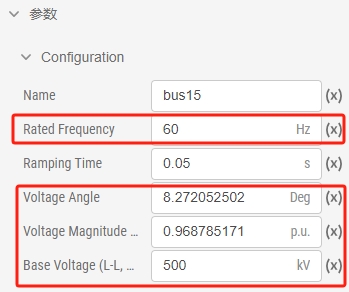 参数
Configuration
Name bus15 (x)
Rated Frequency 60 Hz (x)
Ramping Time 0.05 s (x)
Voltage Angle 8.272052502 Deg (x)
Voltage Magnitude ... 0.968785171 p.u. (x)
Base Voltage (L-L, ... 500 kV (x)